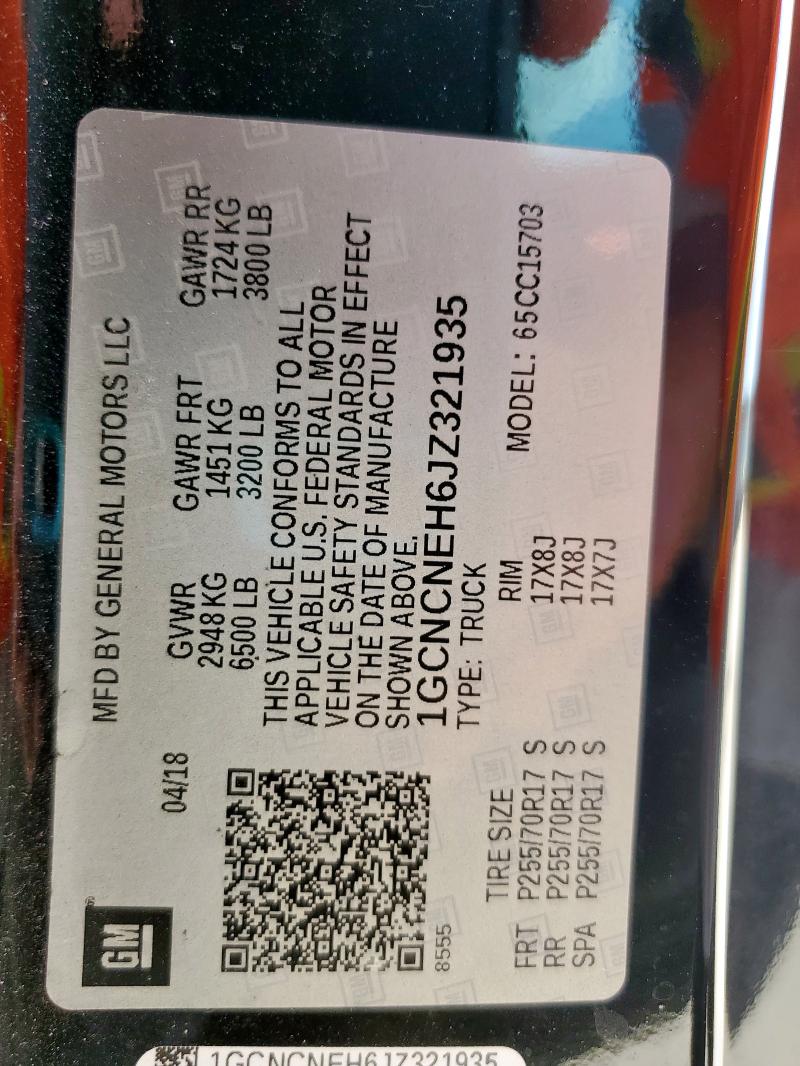 GM
MFD BY GENERAL MOTORS LLC
04/18
GVWR GAWR FRT GAWR RR
2948 KG 1451 KG 1724 KG
6500 LB 3200 LB 3800 LB
THIS VEHICLE CONFORMS TO ALL
APPLICABLE U.S. FEDERAL MOTOR
VEHICLE SAFETY STANDARDS IN EFFECT
ON THE DATE OF MANUFACTURE
SHOWN ABOVE.
1GCNCNEH6JZ321935
8555
TYPE: TRUCK
TIRE SIZE RIM MODEL: 65CC15703
FRT P255/70R17 S 17X8J
RR P255/70R17 S 17X8J
SPA P255/70R17 S 17X7J
1GCNCNEH6JZ321935